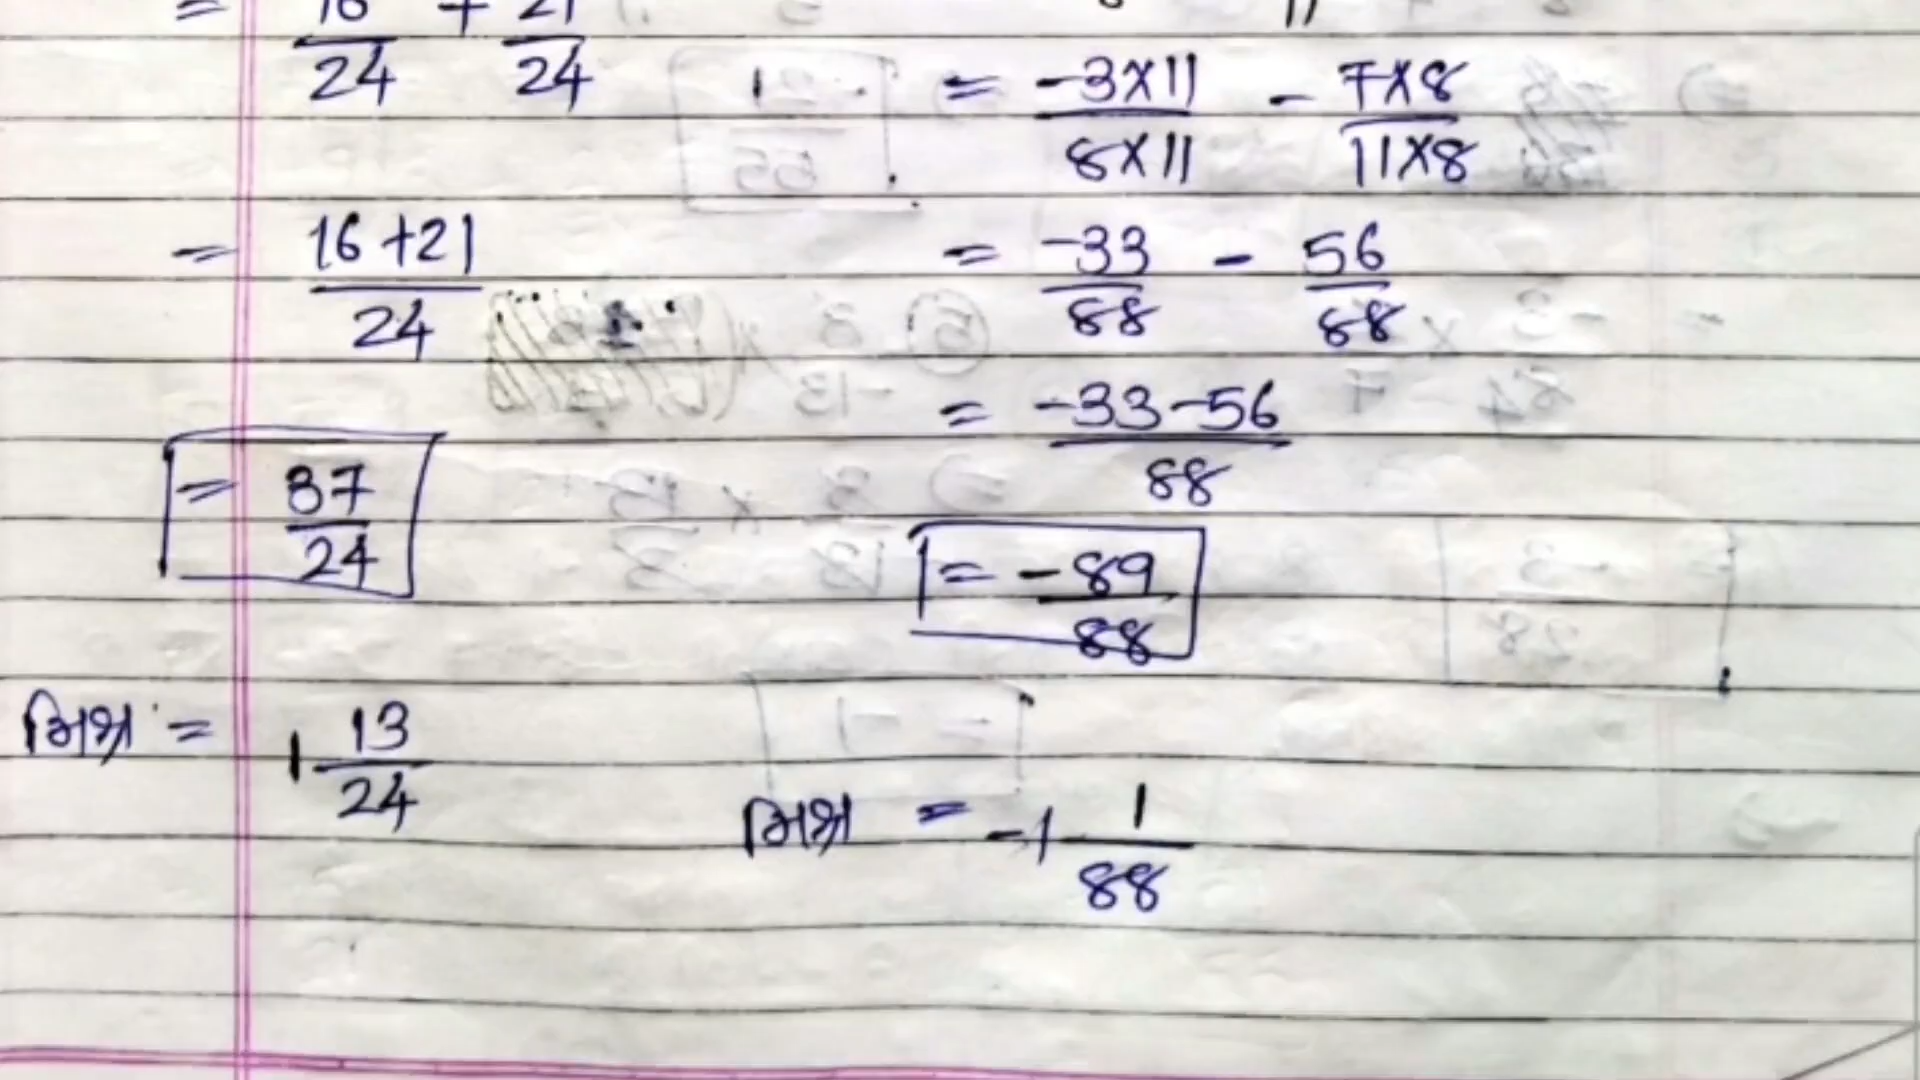 = 16/24 + 21/24
= (16+21)/24
= 37/24
મિશ્ર = 1 13/24
= (-3×11)/(8×11) - (7×8)/(11×8)
= -33/88 - 56/88
= (-33-56)/88
= -89/88
મિશ્ર = -1 1/88